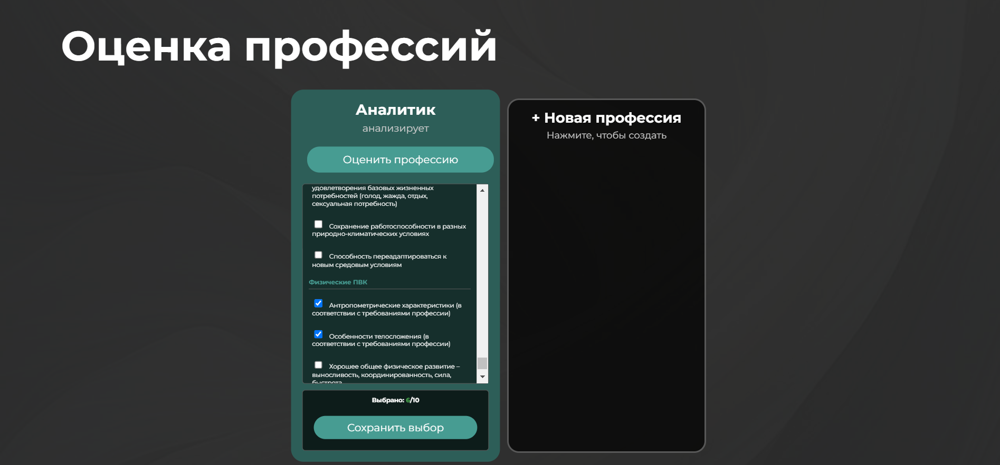 Оценка профессий
Аналитик
анализирует
Оценить профессию
удовлетворения базовых жизненных
потребностей (голод, жажда, отдых,
сексуальная потребность)
Сохранение работоспособности в разных
природно-климатических условиях
Способность переадаптироваться к
новым средовым условиям
Физические ПВК
Антропометрические характеристики (в
соответствии с требованиями профессии)
Особенности телосложения (в
соответствии с требованиями профессии)
Хорошее общее физическое развитие –
выносливость, координированность, сила,
быстрота
Выбрано: 6/10
Сохранить выбор
+ Новая профессия
Нажмите, чтобы создать